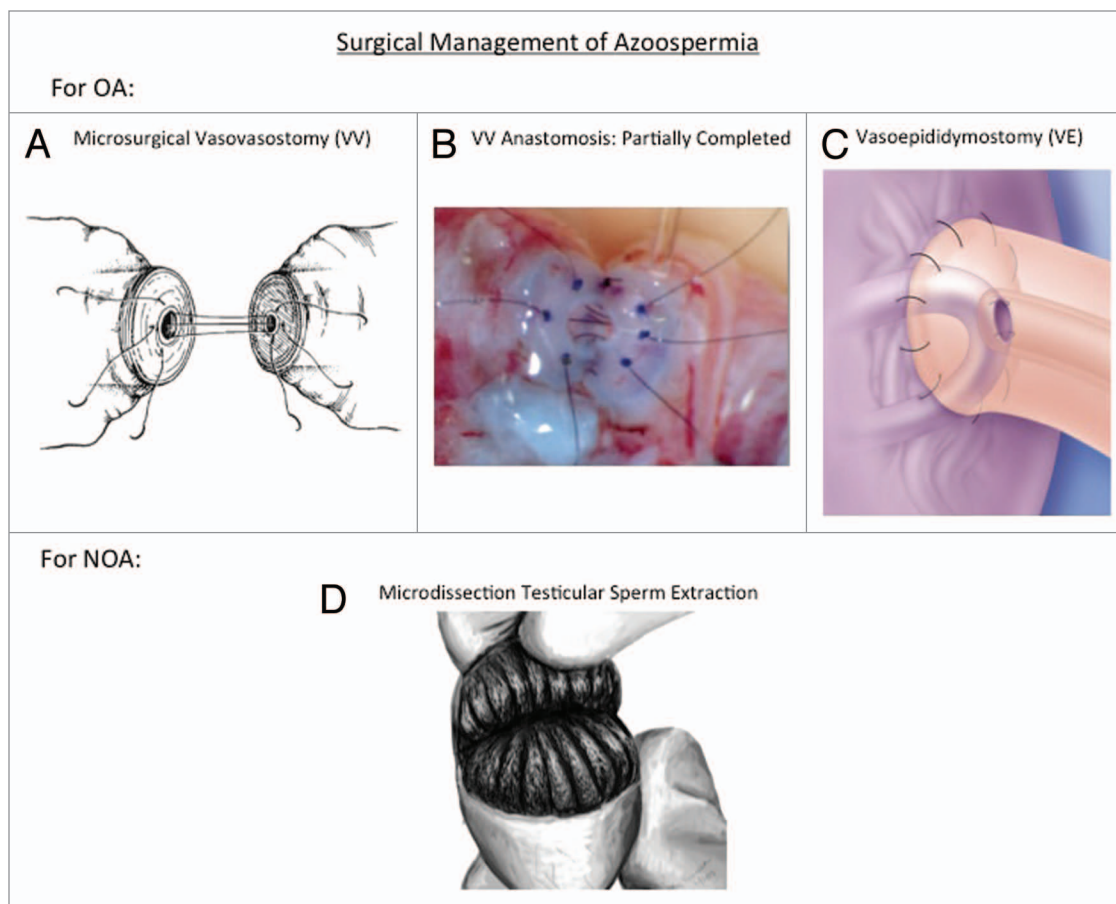 Surgical Management of Azoospermia
For OA:
A Microsurgical Vasovasostomy (VV)
B VV Anastomosis: Partially Completed
C Vasoepididymostomy (VE)
For NOA:
D Microdissection Testicular Sperm Extraction